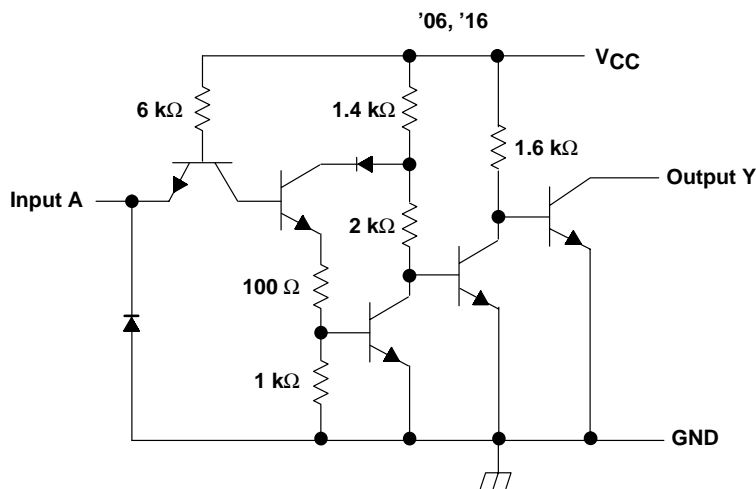 ’06, ’16
VCC
6 kΩ
1.4 kΩ
1.6 kΩ
Input A
Output Y
2 kΩ
100 Ω
1 kΩ
GND